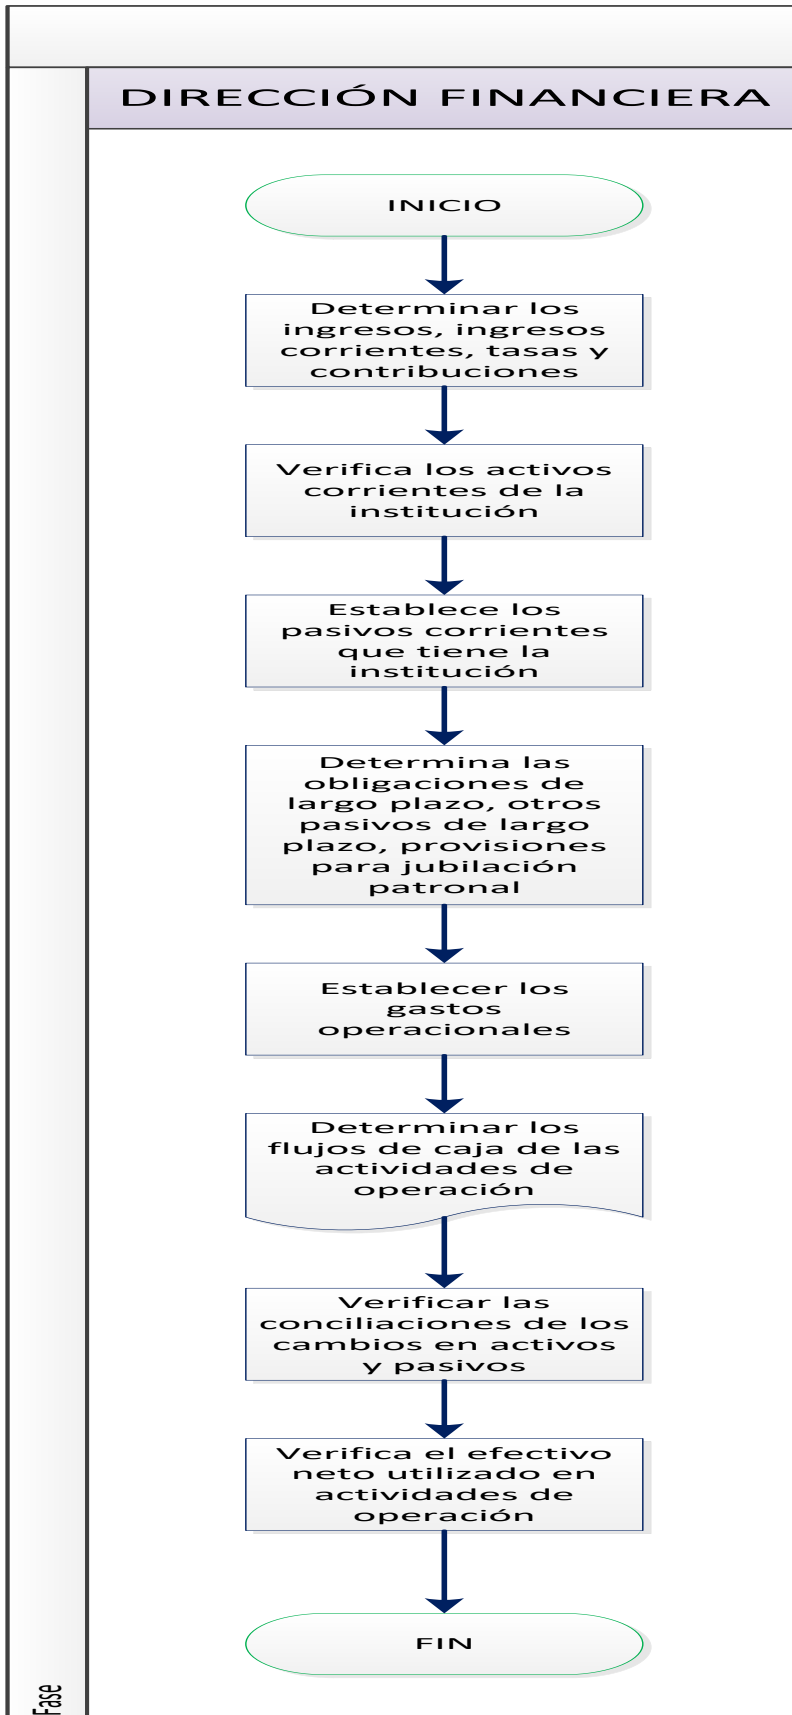 DIRECCIÓN FINANCIERA
INICIO
Determinar los
ingresos, ingresos
corrientes, tasas y
contribuciones
Verifica los activos
corrientes de la
institución
Establece los
pasivos corrientes
que tiene la
institución
Determina las
obligaciones de
largo plazo, otros
pasivos de largo
plazo, provisiones
para jubilación
patronal
Establecer los
gastos
operacionales
Determinar los
flujos de caja de las
actividades de
operación
Verificar las
conciliaciones de los
cambios en activos
y pasivos
Verifica el efectivo
neto utilizado en
actividades de
operación
FIN
Fase